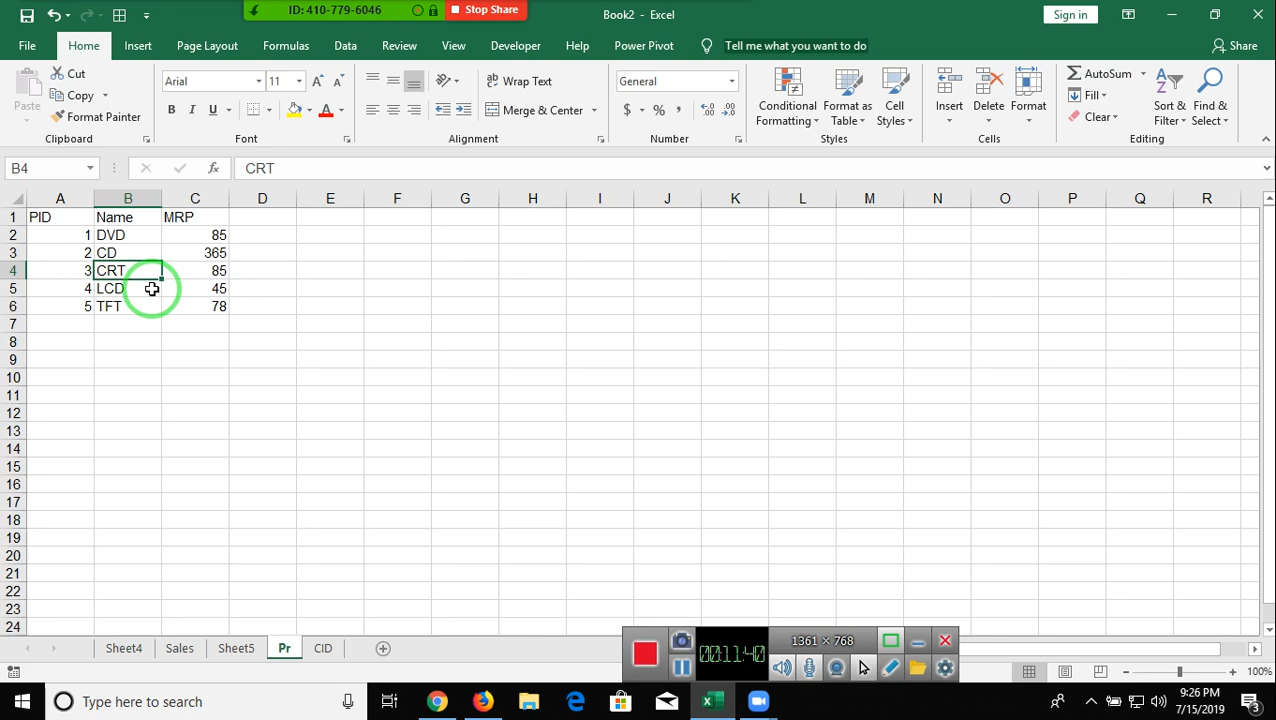 ID: 410-779-6046 Stop Share
Book2 - Excel
Sign in
File Home Insert Page Layout Formulas Data Review View Developer Help Power Pivot Tell me what you want to do Share
Paste Cut Copy Format Painter
Arial 11
B I U A
Wrap Text
Merge & Center
General
$ % ,
Conditional Formatting
Format as Table
Cell Styles
Insert Delete Format
AutoSum
Fill
Clear
Sort & Filter
Find & Select
Clipboard Font Alignment Number Styles Cells Editing
B4 fx CRT
A B C D E F G H I J K L M N O P Q R
1 PID Name MRP
2 1 DVD 85
3 2 CD 365
4 3 CRT 85
5 4 LCD 45
6 5 TFT 78
7
8
9
10
11
12
13
14
15
16
17
18
19
20
21
22
23
24
Sheet4 Sales Sheet5 Pr CID
00:11:40
1361 × 768
100%
Type here to search
9:26 PM
7/15/2019
3